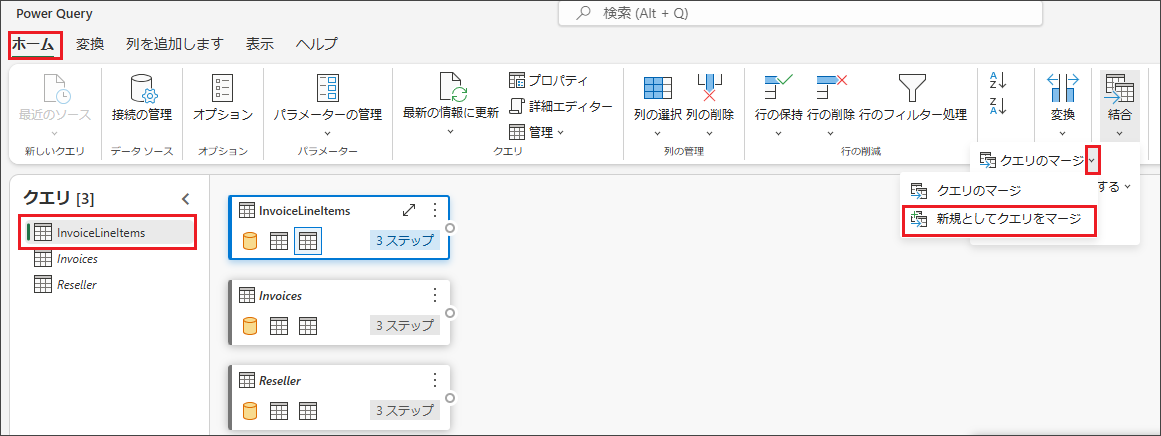 Power Query
検索 (Alt + Q)
ホーム 変換 列を追加します 表示 ヘルプ
最近のソース
接続の管理
オプション
パラメーターの管理
最新の情報に更新
プロパティ
詳細エディター
管理
列の選択
列の削除
行の保持
行の削除
行のフィルター処理
A
Z
Z
A
変換
結合
新しいクエリ
データ ソース
オプション
パラメーター
クエリ
列の管理
行の削減
クエリのマージ
する
クエリのマージ
新規としてクエリをマージ
クエリ [3]
InvoiceLineItems
Invoices
Reseller
InvoiceLineItems
3 ステップ
Invoices
3 ステップ
Reseller
3 ステップ